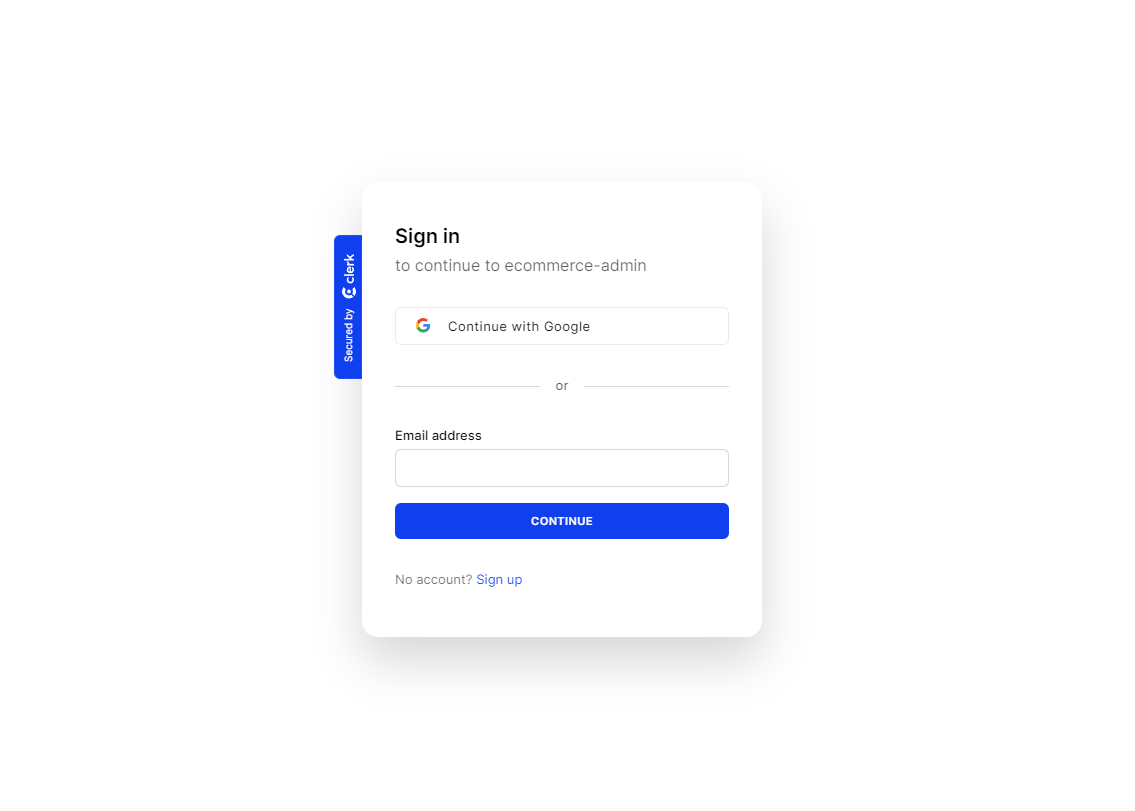 Sign in
to continue to ecommerce-admin
Secured by clerk
Continue with Google
or
Email address
CONTINUE
No account? Sign up